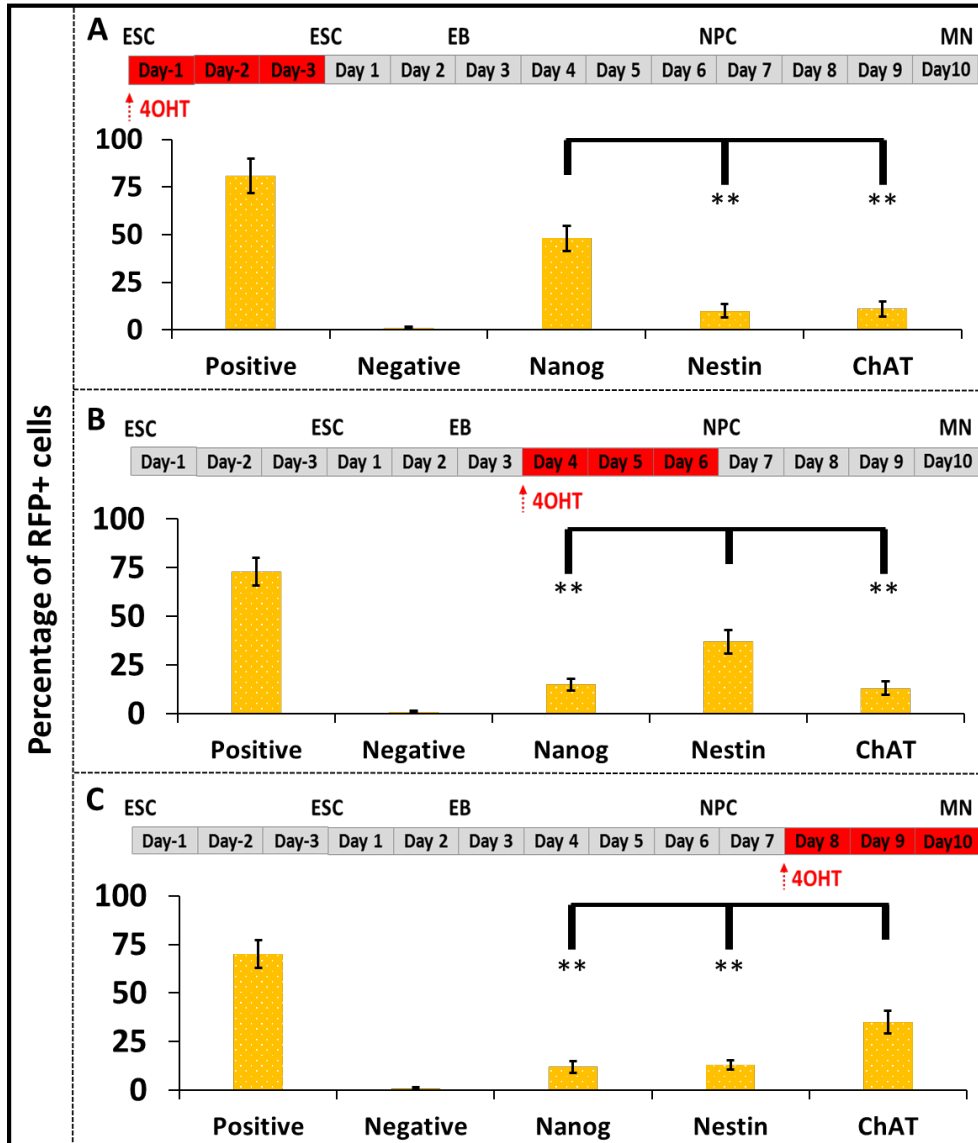 Percentage of RFP+ cells
A
ESC ESC EB NPC MN
Day-1 Day-2 Day-3 Day 1 Day 2 Day 3 Day 4 Day 5 Day 6 Day 7 Day 8 Day 9 Day10
4OHT
100
75
50
25
0
** **
Positive Negative Nanog Nestin ChAT
B
ESC ESC EB NPC MN
Day-1 Day-2 Day-3 Day 1 Day 2 Day 3 Day 4 Day 5 Day 6 Day 7 Day 8 Day 9 Day10
4OHT
100
75
50
25
0
** **
Positive Negative Nanog Nestin ChAT
C
ESC ESC EB NPC MN
Day-1 Day-2 Day-3 Day 1 Day 2 Day 3 Day 4 Day 5 Day 6 Day 7 Day 8 Day 9 Day10
4OHT
100
75
50
25
0
** **
Positive Negative Nanog Nestin ChAT